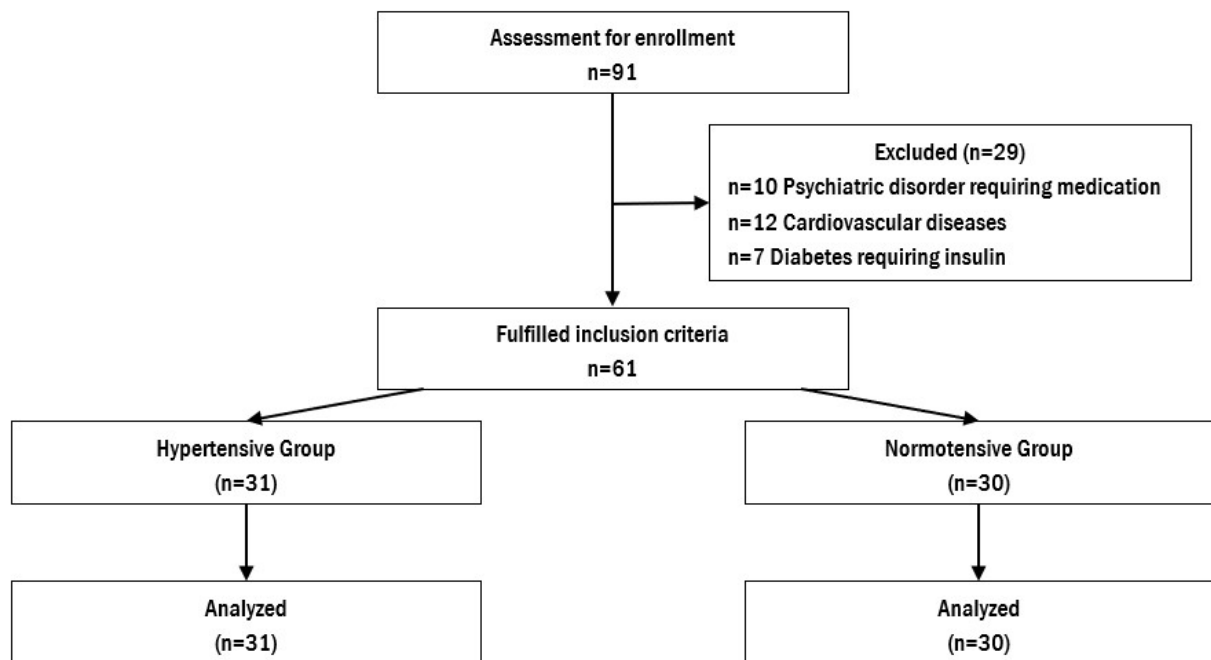 Assessment for enrollment
n=91
Excluded (n=29)
n=10 Psychiatric disorder requiring medication
n=12 Cardiovascular diseases
n=7 Diabetes requiring insulin
Fulfilled inclusion criteria
n=61
Hypertensive Group
(n=31)
Normotensive Group
(n=30)
Analyzed
(n=31)
Analyzed
(n=30)